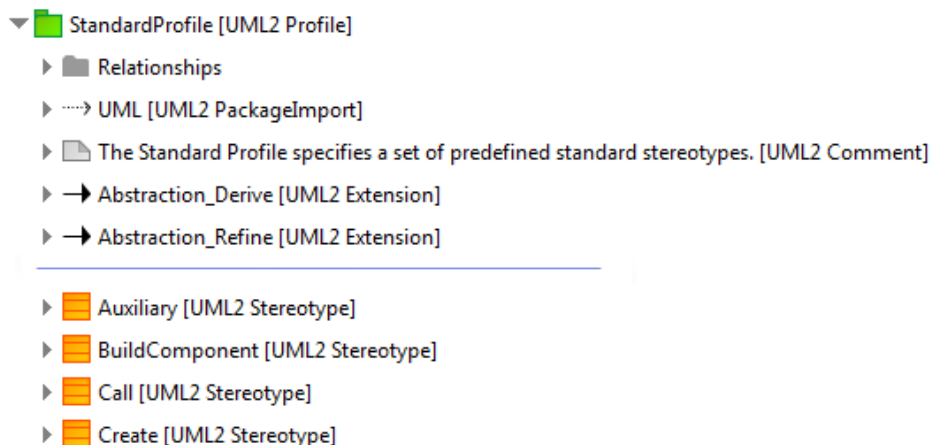 StandardProfile [UML2 Profile]
Relationships
UML [UML2 PackageImport]
The Standard Profile specifies a set of predefined standard stereotypes. [UML2 Comment]
Abstraction_Derive [UML2 Extension]
Abstraction_Refine [UML2 Extension]
Auxiliary [UML2 Stereotype]
BuildComponent [UML2 Stereotype]
Call [UML2 Stereotype]
Create [UML2 Stereotype]